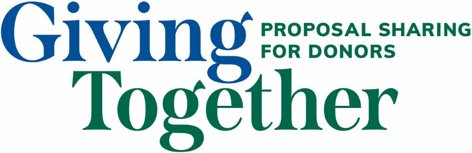 Giving
PROPOSAL SHARING
FOR DONORS
Together